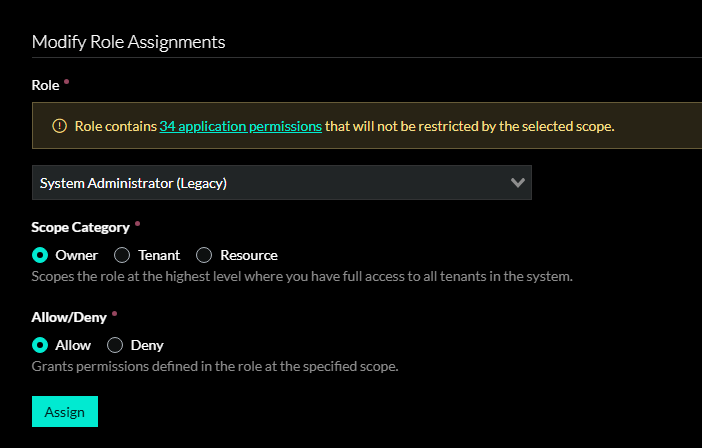 Modify Role Assignments
Role *
Role contains 34 application permissions that will not be restricted by the selected scope.
System Administrator (Legacy)
Scope Category *
Owner Tenant Resource
Scopes the role at the highest level where you have full access to all tenants in the system.
Allow/Deny *
Allow Deny
Grants permissions defined in the role at the specified scope.
Assign